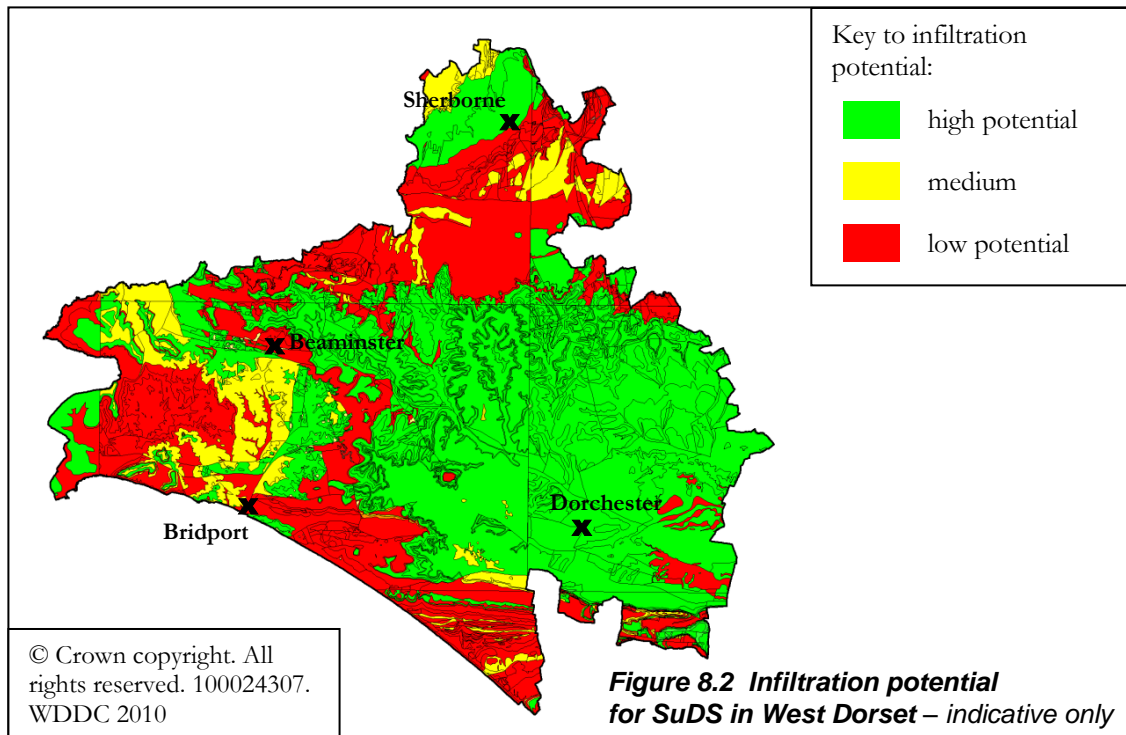 Key to infiltration
potential:
high potential
medium
low potential
Sherborne
Beaminster
Dorchester
Bridport
© Crown copyright. All
rights reserved. 100024307.
WDDC 2010
Figure 8.2 Infiltration potential
for SuDS in West Dorset – indicative only